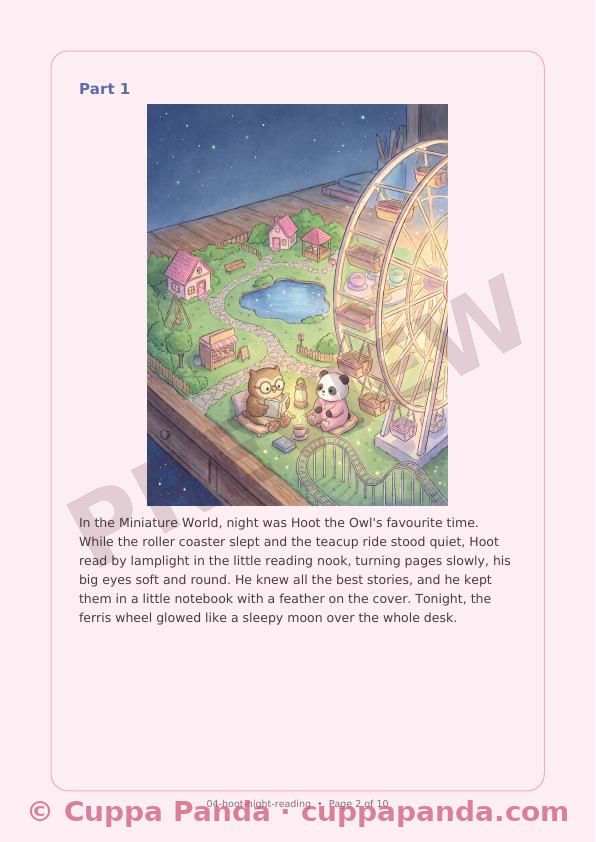 Part 1
In the Miniature World, night was Hoot the Owl's favourite time.
While the roller coaster slept and the teacup ride stood quiet, Hoot
read by lamplight in the little reading nook, turning pages slowly, his
big eyes soft and round. He knew all the best stories, and he kept
them in a little notebook with a feather on the cover. Tonight, the
ferris wheel glowed like a sleepy moon over the whole desk.
PREVIEW
04-hoot-night-reading • Page 2 of 10
© Cuppa Panda · cuppapanda.com